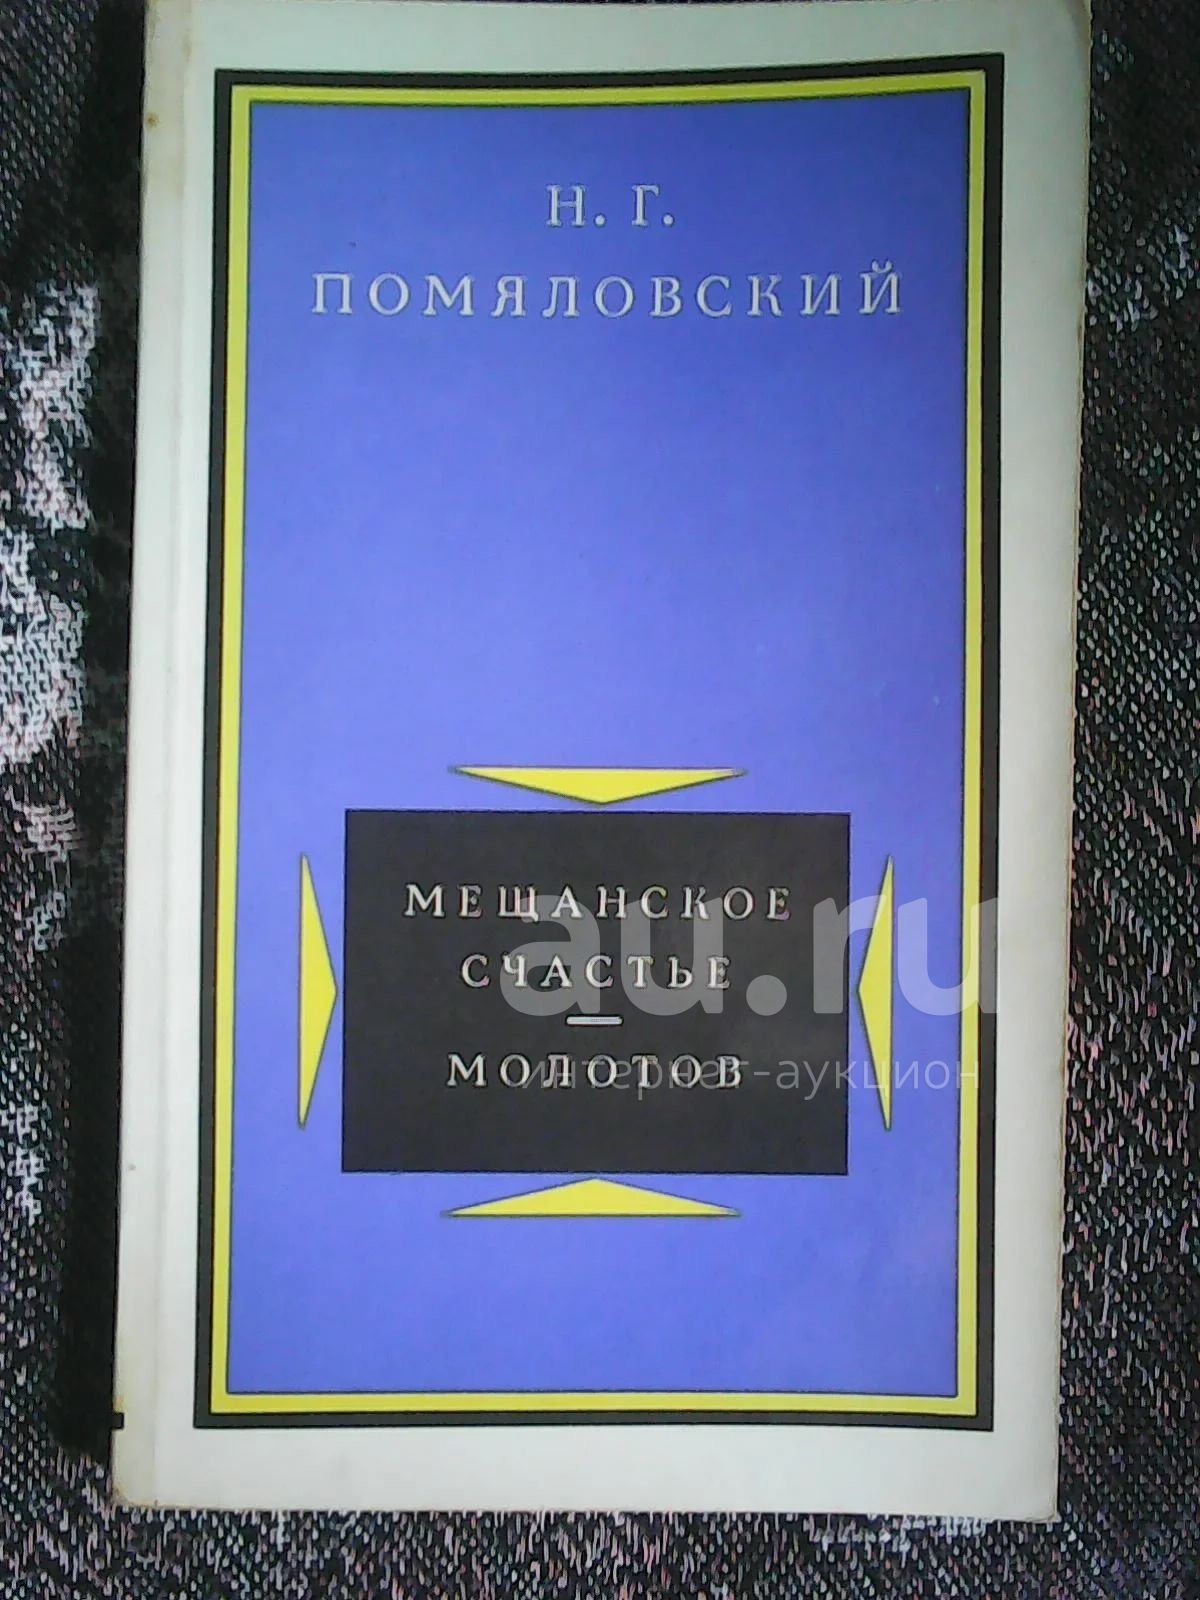 Н. Г.
ПОМЯЛОВСКИЙ
МЕЩАНСКОЕ
СЧАСТЬЕ
—
МОЛОТОВ
au.ru
интернет-аукцион